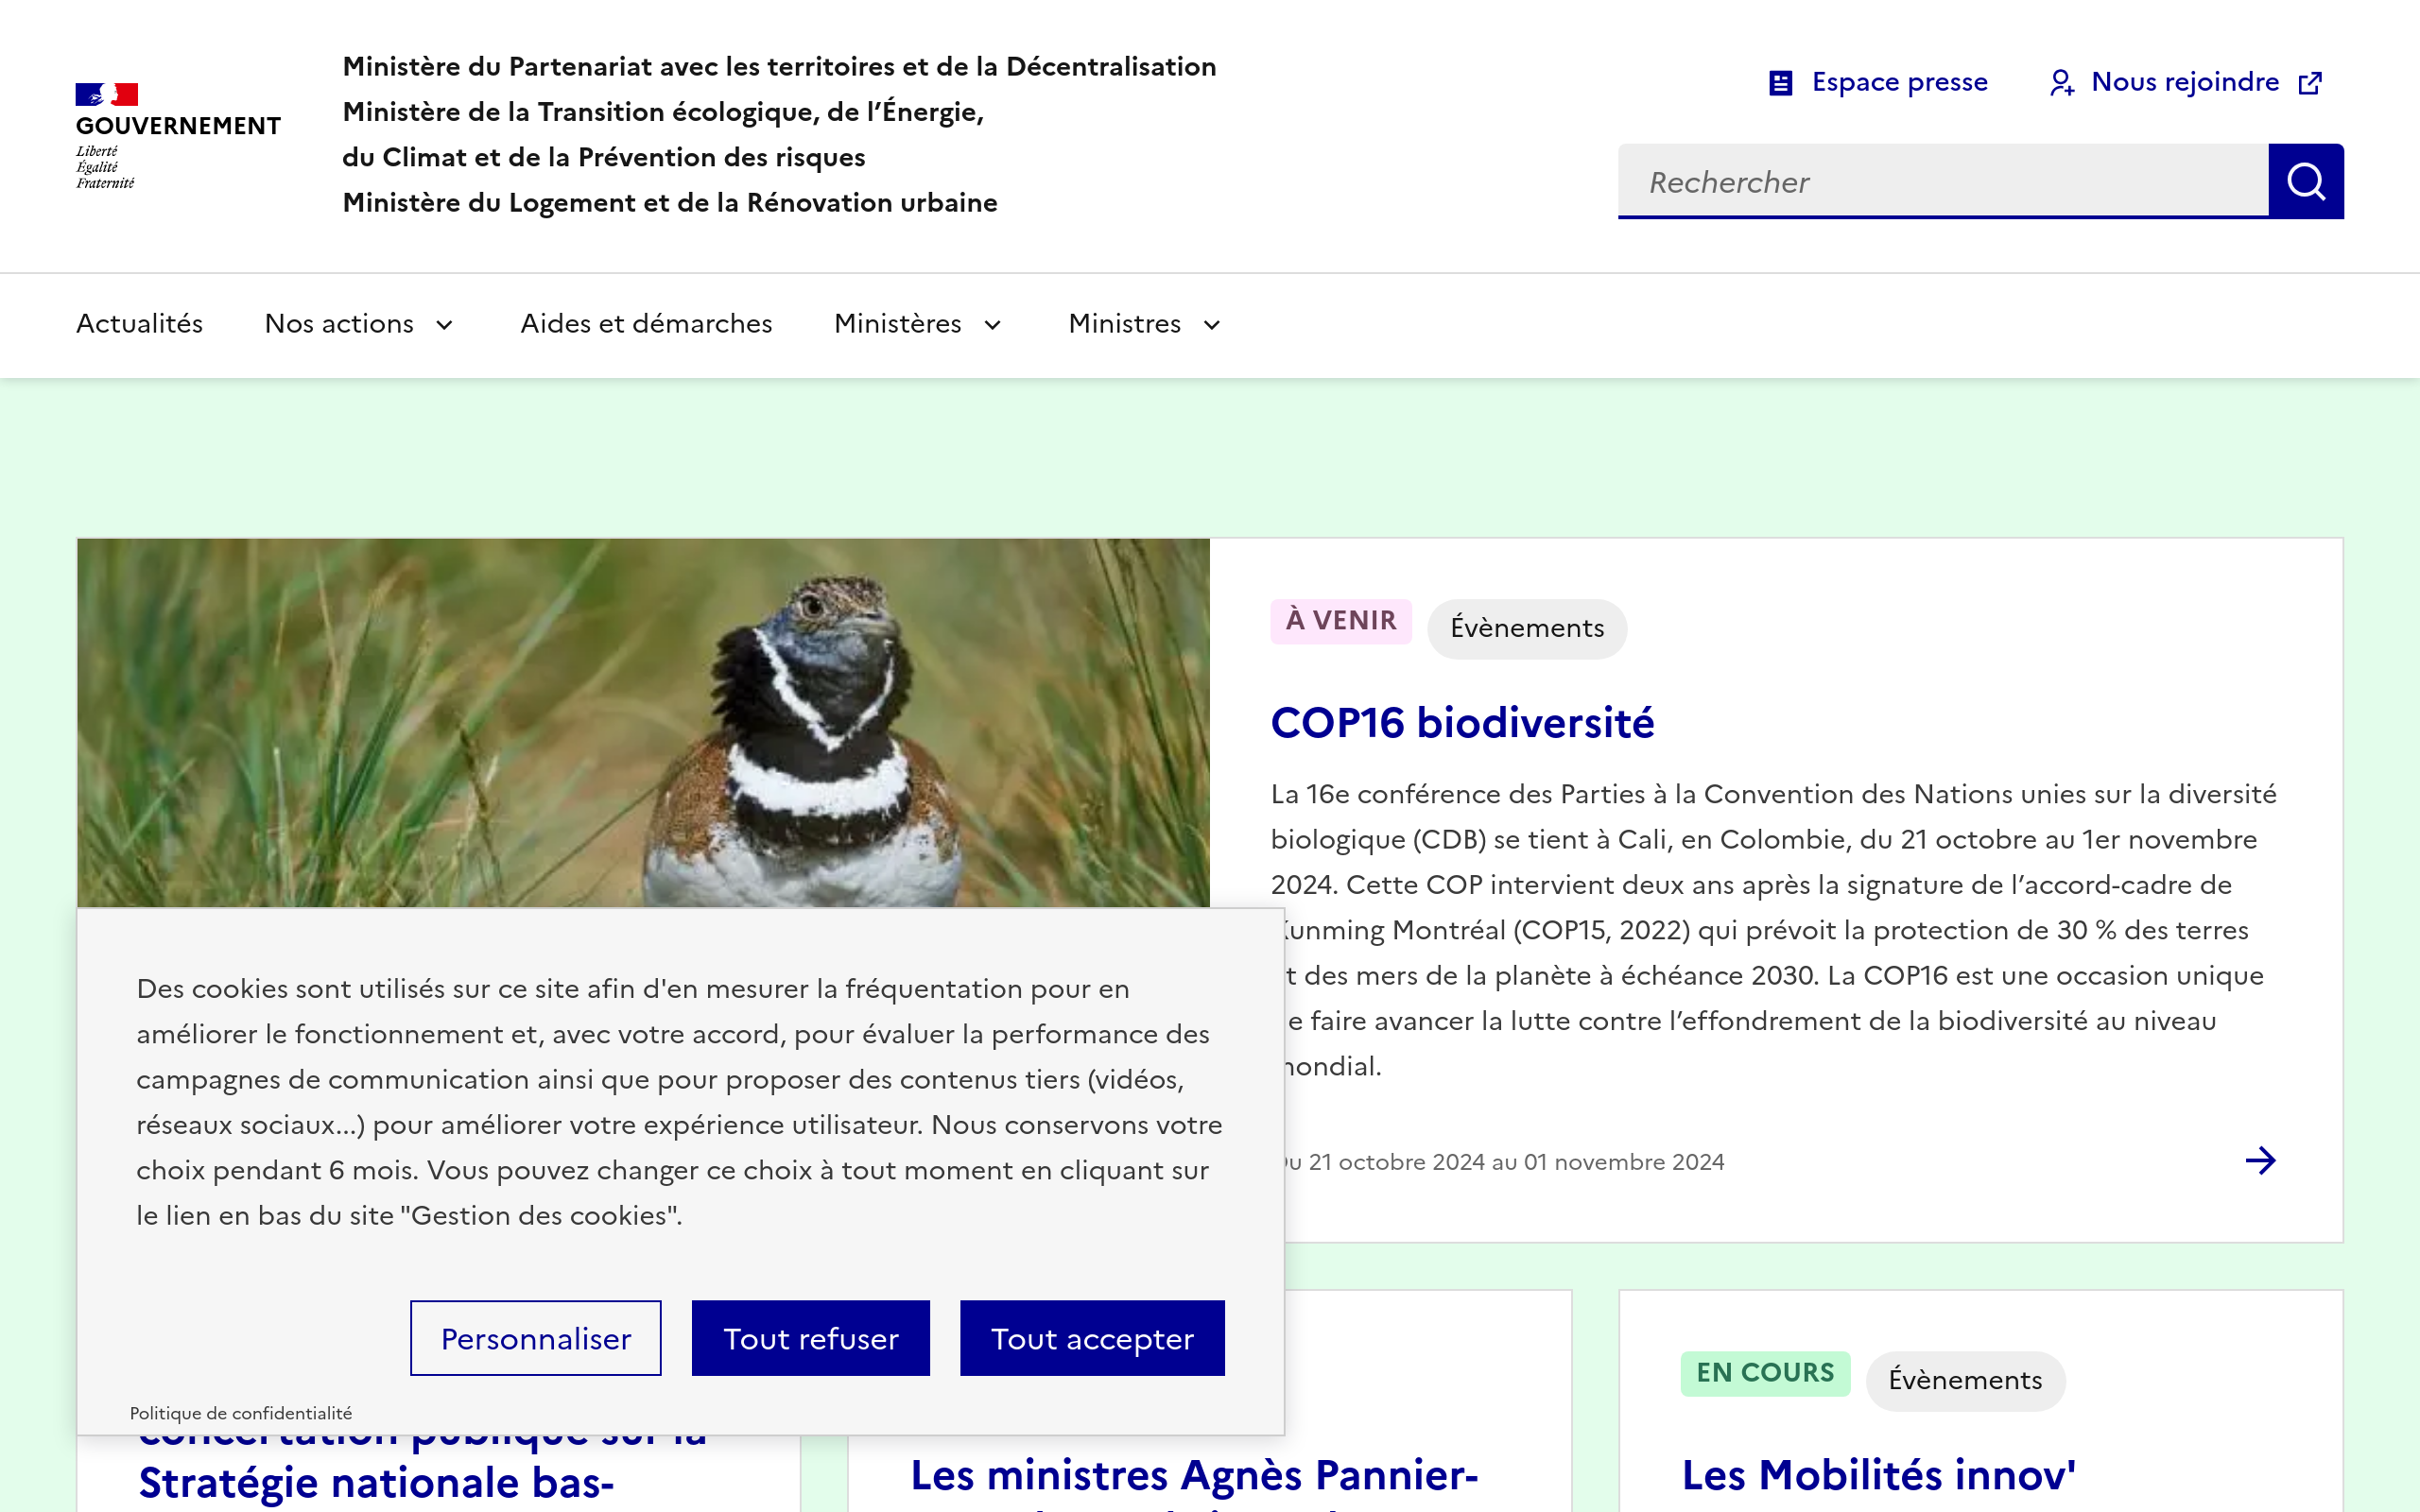 GOUVERNEMENT
Liberté
Égalité
Fraternité
Ministère du Partenariat avec les territoires et de la Décentralisation
Ministère de la Transition écologique, de l’Énergie,
du Climat et de la Prévention des risques
Ministère du Logement et de la Rénovation urbaine
Espace presse
Nous rejoindre
Rechercher
Actualités
Nos actions
Aides et démarches
Ministères
Ministres
À VENIR
Évènements
COP16 biodiversité
La 16e conférence des Parties à la Convention des Nations unies sur la diversité
biologique (CDB) se tient à Cali, en Colombie, du 21 octobre au 1er novembre
2024. Cette COP intervient deux ans après la signature de l’accord-cadre de
Kunming Montréal (COP15, 2022) qui prévoit la protection de 30 % des terres
et des mers de la planète à échéance 2030. La COP16 est une occasion unique
de faire avancer la lutte contre l’effondrement de la biodiversité au niveau
mondial.
Du 21 octobre 2024 au 01 novembre 2024
Des cookies sont utilisés sur ce site afin d'en mesurer la fréquentation pour en
améliorer le fonctionnement et, avec votre accord, pour évaluer la performance des
campagnes de communication ainsi que pour proposer des contenus tiers (vidéos,
réseaux sociaux...) pour améliorer votre expérience utilisateur. Nous conservons votre
choix pendant 6 mois. Vous pouvez changer ce choix à tout moment en cliquant sur
le lien en bas du site "Gestion des cookies".
Personnaliser
Tout refuser
Tout accepter
Politique de confidentialité
concertation publique sur la
Stratégie nationale bas-
Les ministres Agnès Pannier-
EN COURS
Évènements
Les Mobilités innov'